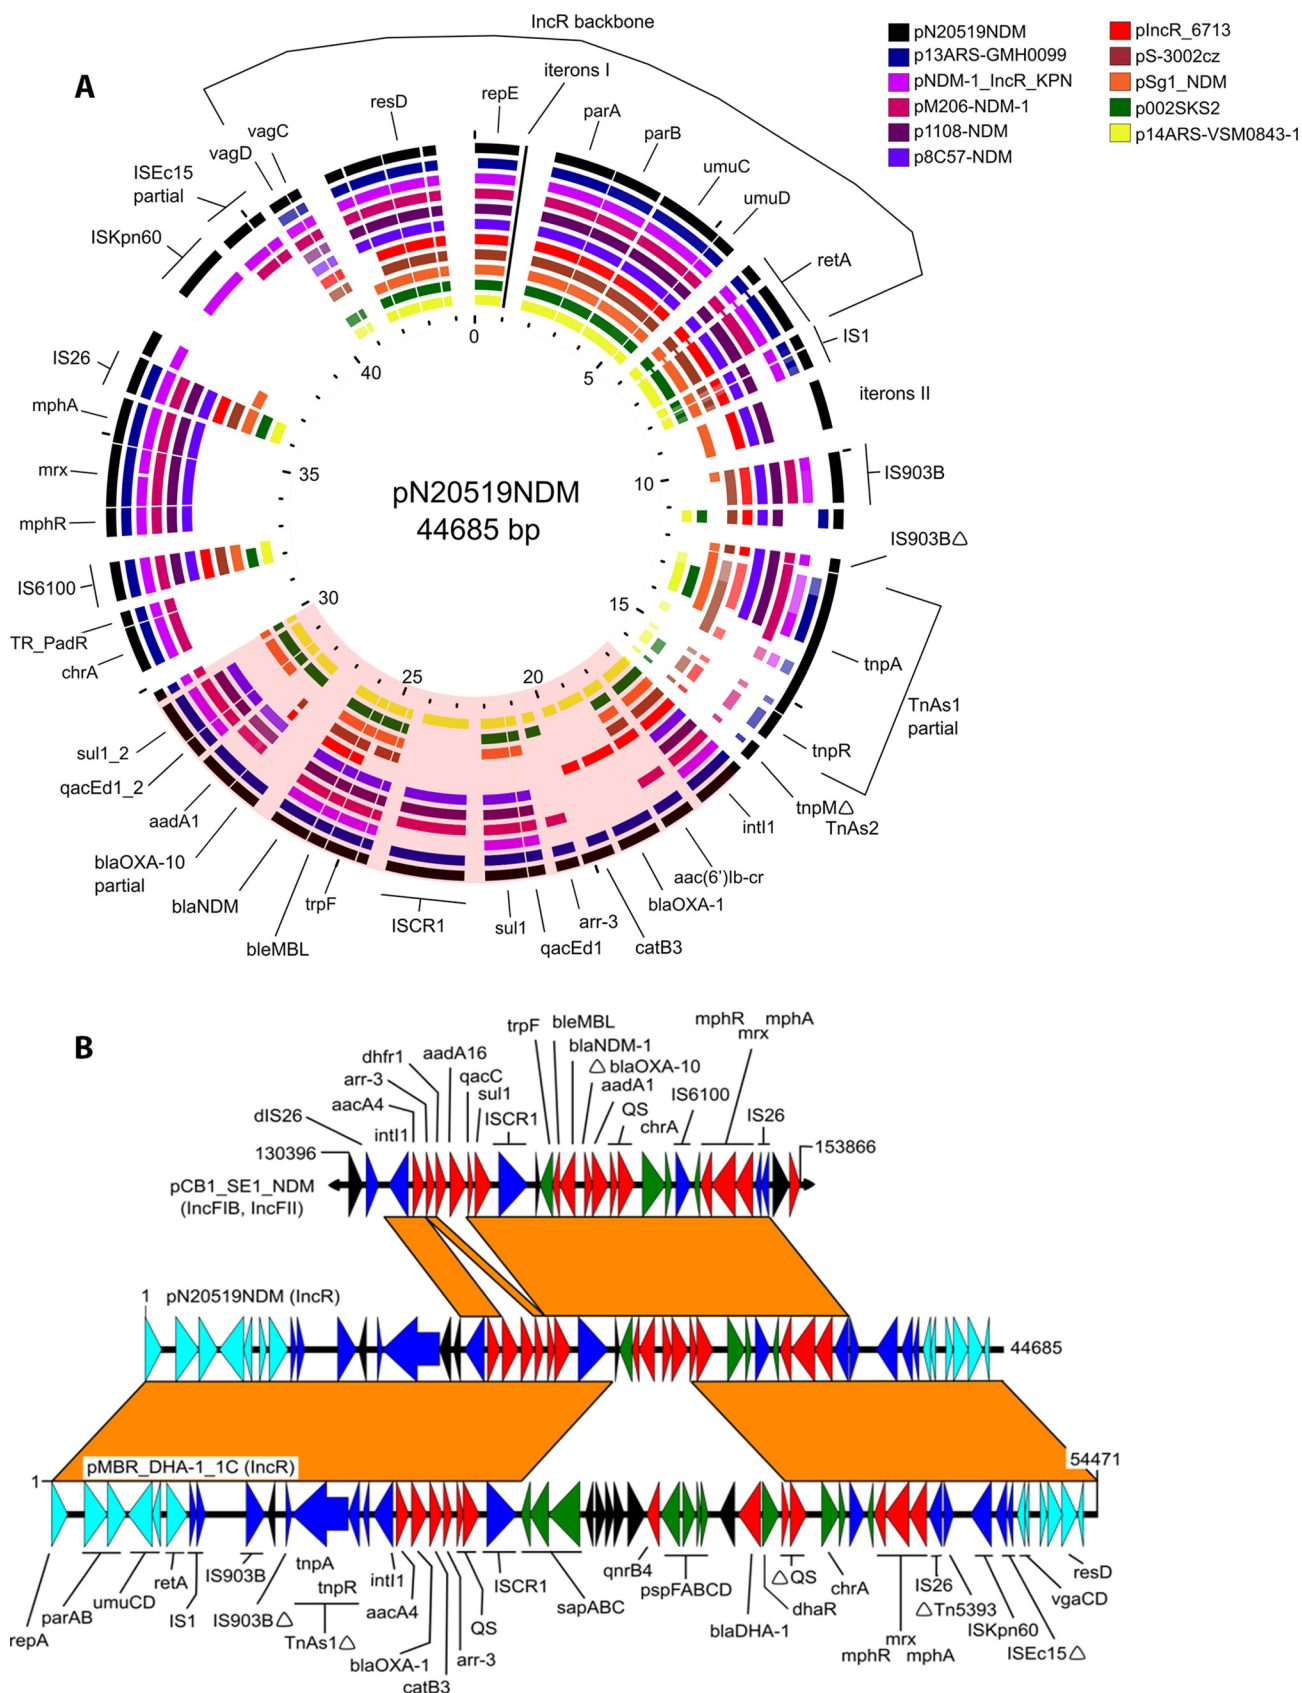 IncR backbone
A
pN20519NDM
p13ARS-GMH0099
pNDM-1_IncR_KPN
pM206-NDM-1
p1108-NDM
p8C57-NDM
pIncR_6713
pS-3002cz
pSg1_NDM
p002SKS2
p14ARS-VSM0843-1
iterons I
repE
resD
parA
parB
umuC
umuD
retA
IS1
iterons II
IS903B
IS903B△
tnpA
TnAs1
partial
tnpR
tnpM△
TnAs2
intI1
aac(6')Ib-cr
blaOXA-1
catB3
arr-3
qacEd1
sul1
ISCR1
trpF
bleMBL
blaNDM
blaOXA-10
partial
aadA1
qacEd1_2
sul1_2
chrA
TR_PadR
IS6100
mphR
mrx
mphA
IS26
ISKpn60
ISEc15
partial
vagD
vagC
0
5
10
15
20
25
30
35
40
pN20519NDM
44685 bp
B
mphR mphA
mrx
trpF bleMBL
blaNDM-1
△ blaOXA-10
aadA1
QS
chrA
IS6100
IS26
dhfr1 aadA16
arr-3 qacC
aacA4 sul1
dIS26 intI1 ISCR1
130396
153866
pCB1_SE1_NDM
(IncFIB, IncFII)
1 pN20519NDM (IncR)
44685
pMBR_DHA-1_1C (IncR)
1
54471
repA
parAB
umuCD
retA
IS1
IS903B
IS903B△
tnpA
tnpR
TnAs1△
intI1
aacA4
blaOXA-1
catB3
arr-3
QS
ISCR1
sapABC
qnrB4
pspFABCD
blaDHA-1
dhaR
△QS
chrA
mphR
mrx
mphA
IS26
△Tn5393
ISKpn60
ISEc15△
vgaCD
resD